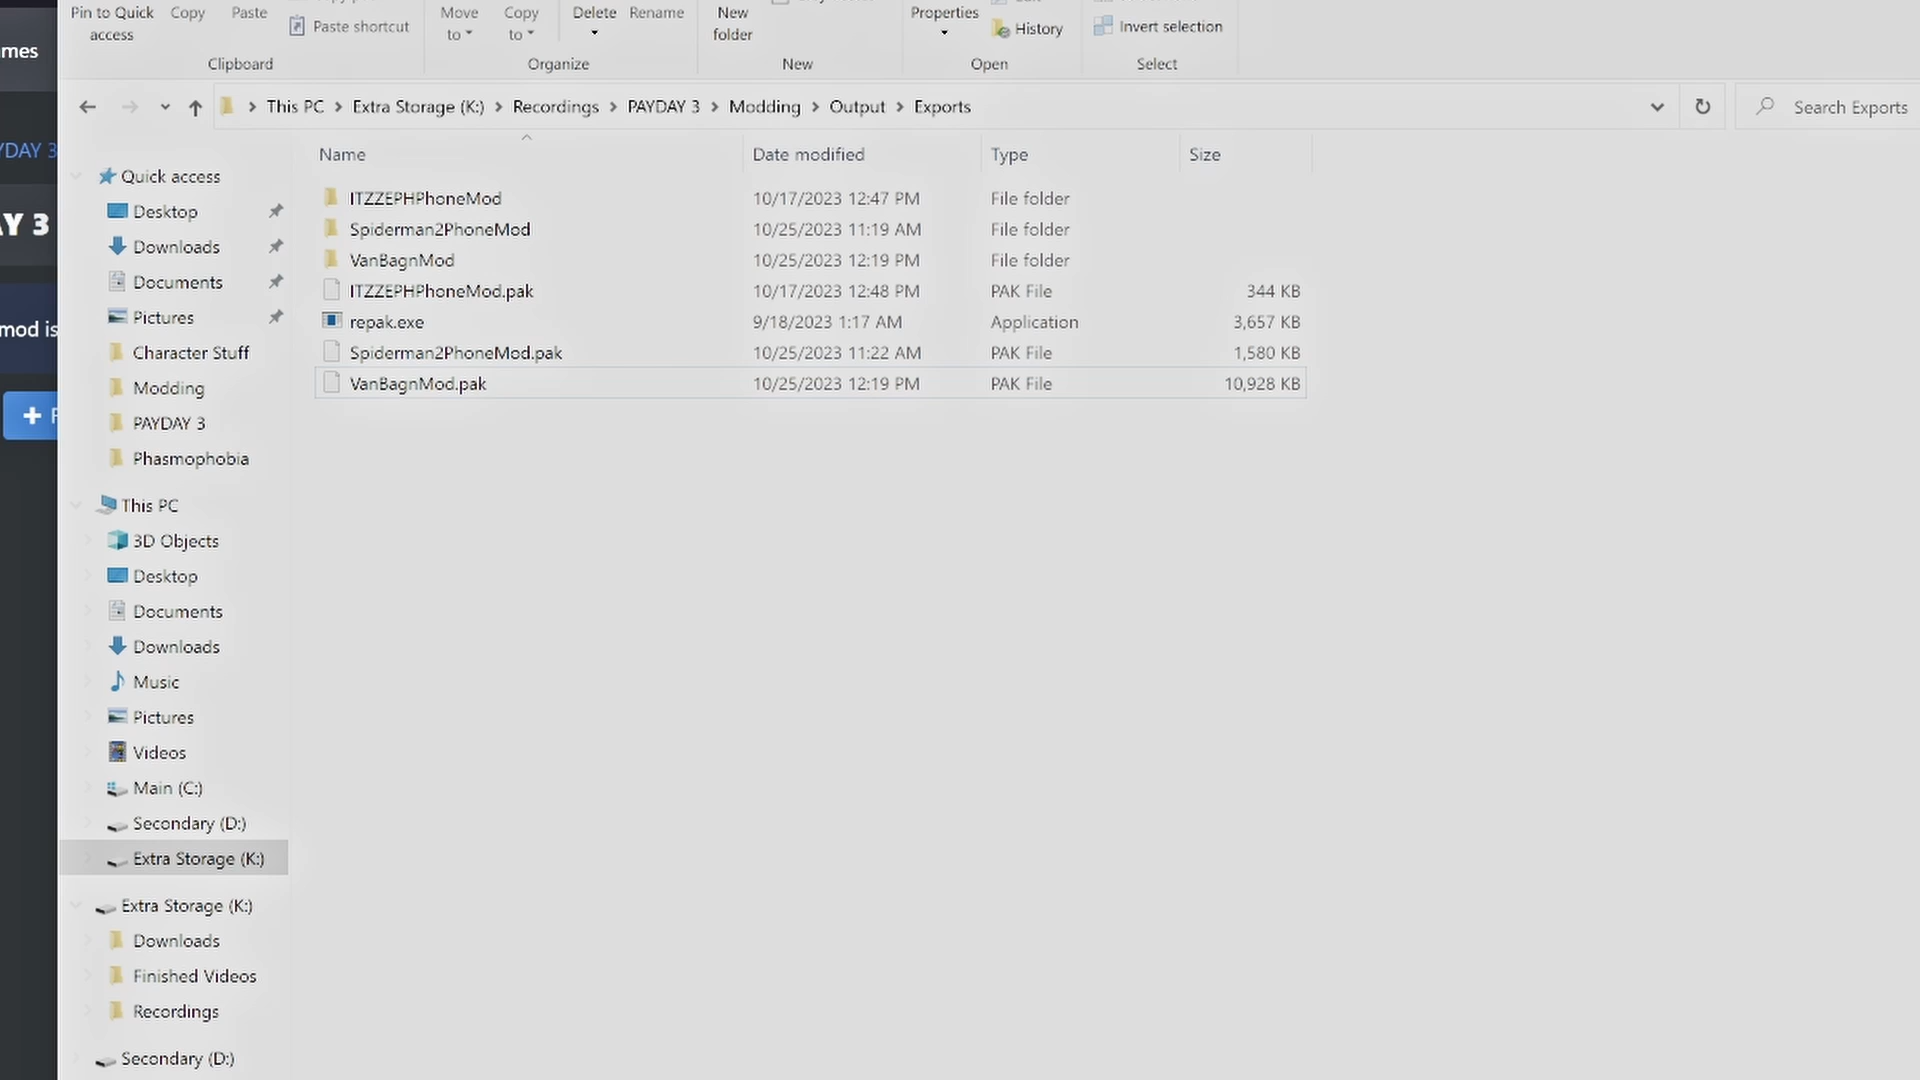 Pin to Quick access
Copy
Paste
Paste shortcut
Move to
Copy to
Delete
Rename
New folder
Properties
History
Invert selection
Clipboard
Organize
New
Open
Select
This PC > Extra Storage (K:) > Recordings > PAYDAY 3 > Modding > Output > Exports
Search Exports
mes
YDAY 3
AY 3
mod is
Name Date modified Type Size
ITZZEPHPhoneMod 10/17/2023 12:47 PM File folder
Spiderman2PhoneMod 10/25/2023 11:19 AM File folder
VanBagnMod 10/25/2023 12:19 PM File folder
ITZZEPHPhoneMod.pak 10/17/2023 12:48 PM PAK File 344 KB
repak.exe 9/18/2023 1:17 AM Application 3,657 KB
Spiderman2PhoneMod.pak 10/25/2023 11:22 AM PAK File 1,580 KB
VanBagnMod.pak 10/25/2023 12:19 PM PAK File 10,928 KB
Quick access
Desktop
Downloads
Documents
Pictures
Character Stuff
Modding
PAYDAY 3
Phasmophobia
This PC
3D Objects
Desktop
Documents
Downloads
Music
Pictures
Videos
Main (C:)
Secondary (D:)
Extra Storage (K:)
Extra Storage (K:)
Downloads
Finished Videos
Recordings
Secondary (D:)